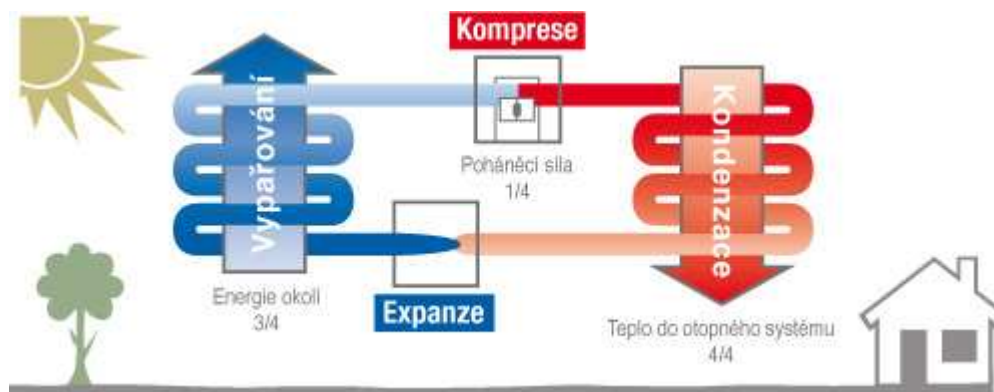 Komprese
Vypařování
Kondenzace
Poháněcí síla
1/4
Energie okolí
3/4
Expanze
Teplo do otopného systému
4/4